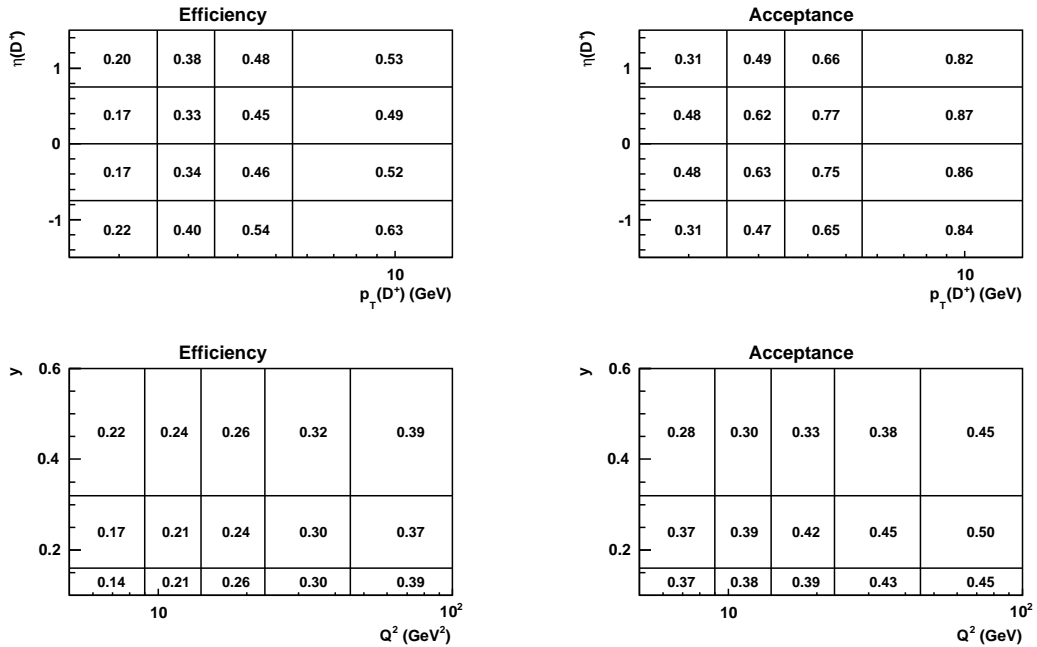 Efficiency
η(D⁺)
1
0
-1
0.20 0.38 0.48 0.53
0.17 0.33 0.45 0.49
0.17 0.34 0.46 0.52
0.22 0.40 0.54 0.63
10
p_T(D⁺) (GeV)
Acceptance
η(D⁺)
1
0
-1
0.31 0.49 0.66 0.82
0.48 0.62 0.77 0.87
0.48 0.63 0.75 0.86
0.31 0.47 0.65 0.84
10
p_T(D⁺) (GeV)
Efficiency
y
0.6
0.4
0.2
0.22 0.24 0.26 0.32 0.39
0.17 0.21 0.24 0.30 0.37
0.14 0.21 0.26 0.30 0.39
10 10²
Q² (GeV²)
Acceptance
y
0.6
0.4
0.2
0.28 0.30 0.33 0.38 0.45
0.37 0.39 0.42 0.45 0.50
0.37 0.38 0.39 0.43 0.45
10 10²
Q² (GeV)